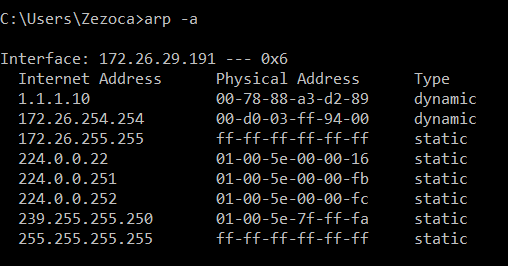 C:\Users\Zezoca>arp -a
Interface: 172.26.29.191 --- 0x6
Internet Address Physical Address Type
1.1.1.10 00-78-88-a3-d2-89 dynamic
172.26.254.254 00-d0-03-ff-94-00 dynamic
172.26.255.255 ff-ff-ff-ff-ff-ff static
224.0.0.22 01-00-5e-00-00-16 static
224.0.0.251 01-00-5e-00-00-fb static
224.0.0.252 01-00-5e-00-00-fc static
239.255.255.250 01-00-5e-7f-ff-fa static
255.255.255.255 ff-ff-ff-ff-ff-ff static